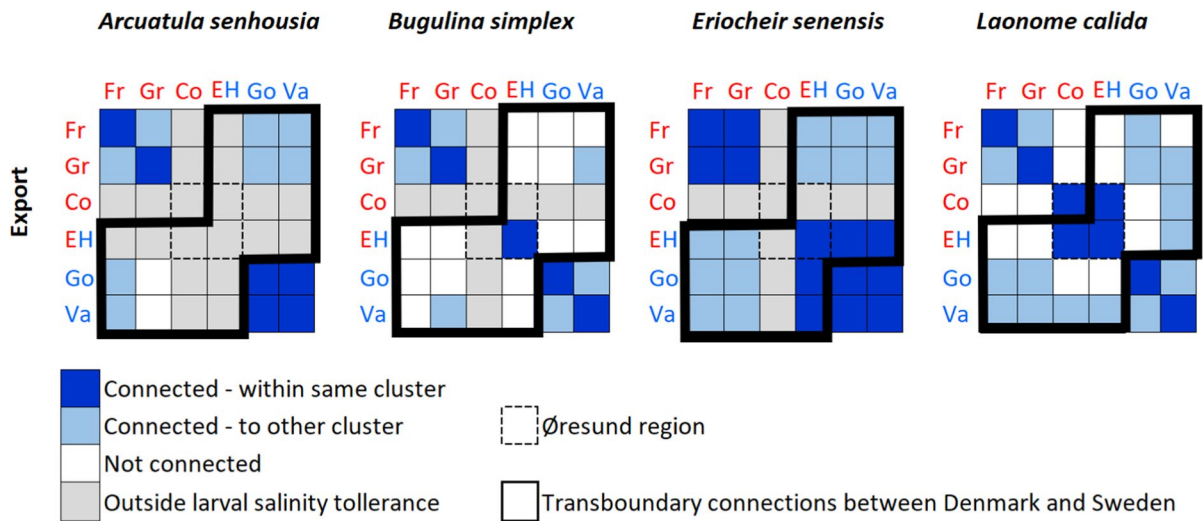 Arcuatula senhousia Bugulina simplex Eriocheir senensis Laonome calida
Fr Gr Co EH Go Va Fr Gr Co EH Go Va Fr Gr Co EH Go Va Fr Gr Co EH Go Va
Fr Fr Fr Fr
Gr Gr Gr Gr
Export
Co Co Co Co
EH EH EH EH
Go Go Go Go
Va Va Va Va
Connected - within same cluster
Connected - to other cluster
Øresund region
Not connected
Outside larval salinity tollerance
Transboundary connections between Denmark and Sweden